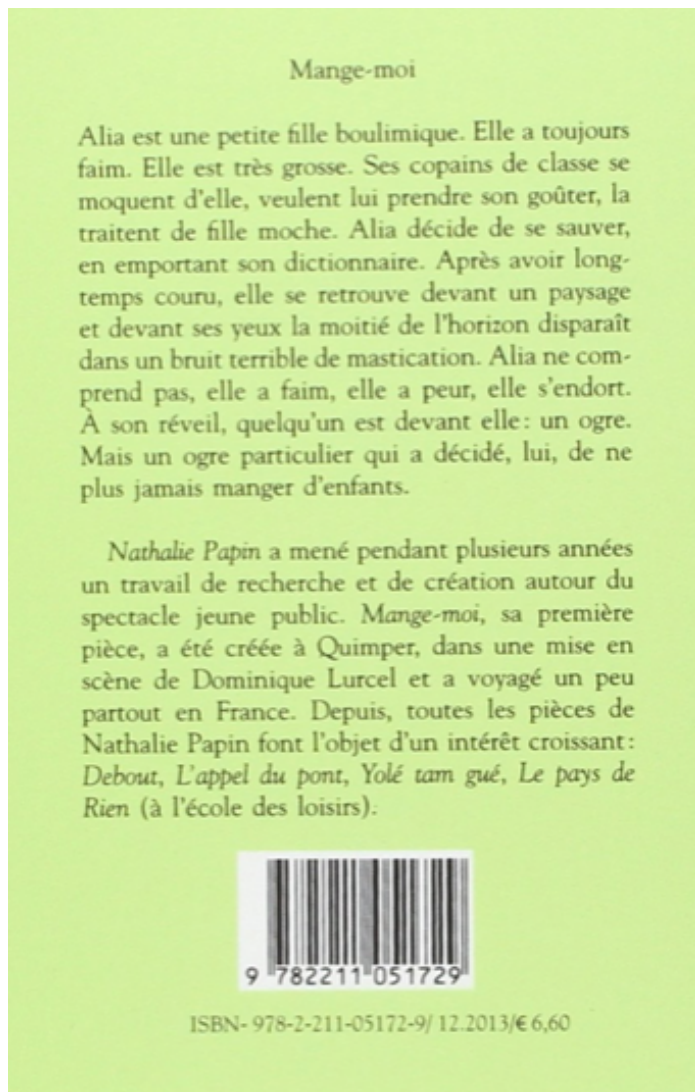 Mange-moi
Alia est une petite fille boulimique. Elle a toujours
faim. Elle est très grosse. Ses copains de classe se
moquent d'elle, veulent lui prendre son goûter, la
traitent de fille moche. Alia décide de se sauver,
en emportant son dictionnaire. Après avoir long-
temps couru, elle se retrouve devant un paysage
et devant ses yeux la moitié de l'horizon disparaît
dans un bruit terrible de mastication. Alia ne com-
prend pas, elle a faim, elle a peur, elle s'endort.
À son réveil, quelqu'un est devant elle : un ogre.
Mais un ogre particulier qui a décidé, lui, de ne
plus jamais manger d'enfants.
Nathalie Papin a mené pendant plusieurs années
un travail de recherche et de création autour du
spectacle jeune public. Mange-moi, sa première
pièce, a été créée à Quimper, dans une mise en
scène de Dominique Lurcel et a voyagé un peu
partout en France. Depuis, toutes les pièces de
Nathalie Papin font l'objet d'un intérêt croissant :
Debout, L'appel du pont, Yolé tam gué, Le pays de
Rien (à l'école des loisirs).
9 782211 051729
ISBN- 978-2-211-05172-9/ 12.2013/€ 6,60